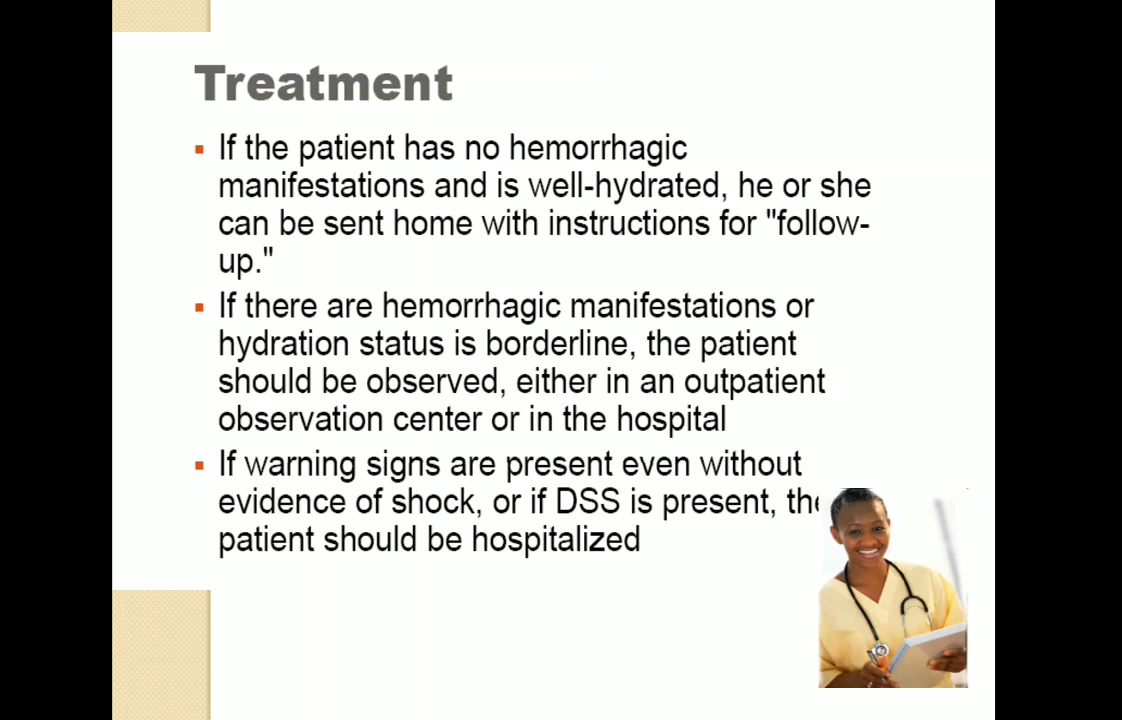 Treatment
If the patient has no hemorrhagic
manifestations and is well-hydrated, he or she
can be sent home with instructions for "follow-
up."
If there are hemorrhagic manifestations or
hydration status is borderline, the patient
should be observed, either in an outpatient
observation center or in the hospital
If warning signs are present even without
evidence of shock, or if DSS is present, the
patient should be hospitalized